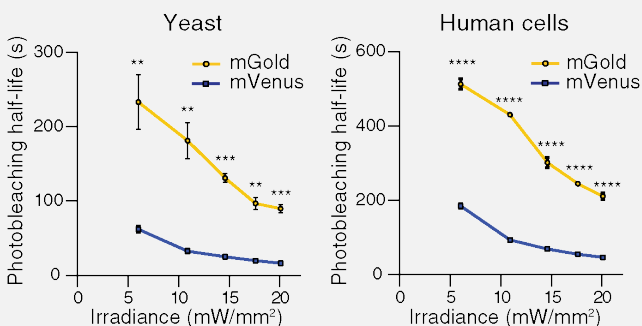 Yeast
Photobleaching half-life (s)
300
200
100
0
**
**
***
**
***
mGold
mVenus
0 5 10 15 20
Irradiance (mW/mm²)
Human cells
Photobleaching half-life (s)
600
400
200
0
****
****
****
****
****
mGold
mVenus
0 5 10 15 20
Irradiance (mW/mm²)